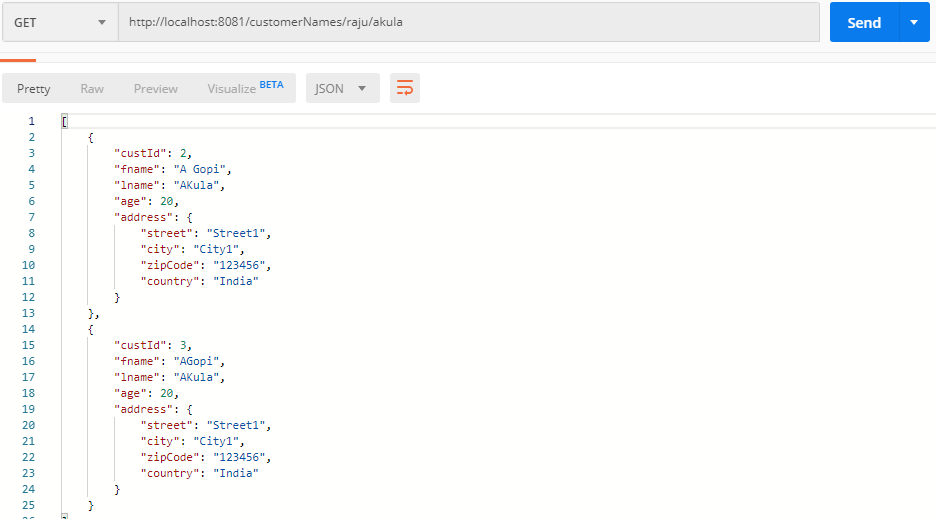 GET http://localhost:8081/customerNames/raju/akula Send
Pretty Raw Preview Visualize BETA JSON
1 [
2 {
3 "custId": 2,
4 "fname": "A Gopi",
5 "lname": "AKula",
6 "age": 20,
7 "address": {
8 "street": "Street1",
9 "city": "City1",
10 "zipCode": "123456",
11 "country": "India"
12 }
13 },
14 {
15 "custId": 3,
16 "fname": "AGopi",
17 "lname": "AKula",
18 "age": 20,
19 "address": {
20 "street": "Street1",
21 "city": "City1",
22 "zipCode": "123456",
23 "country": "India"
24 }
25 }